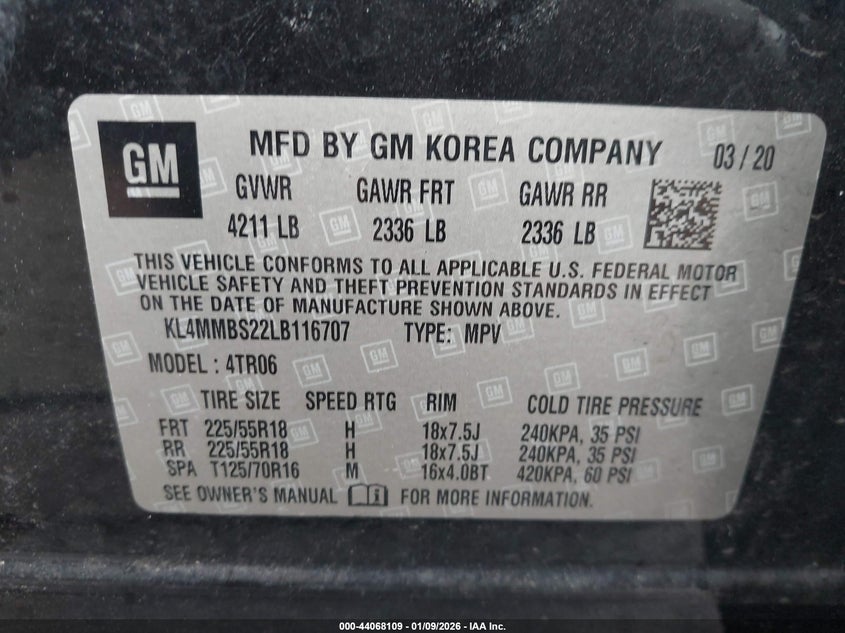 GM
MFD BY GM KOREA COMPANY 03 / 20
GVWR GAWR FRT GAWR RR
4211 LB 2336 LB 2336 LB
THIS VEHICLE CONFORMS TO ALL APPLICABLE U.S. FEDERAL MOTOR
VEHICLE SAFETY AND THEFT PREVENTION STANDARDS IN EFFECT
ON THE DATE OF MANUFACTURE SHOWN ABOVE.
KL4MMBS22LB116707 TYPE: MPV
MODEL : 4TR06
TIRE SIZE SPEED RTG RIM COLD TIRE PRESSURE
FRT 225/55R18 H 18x7.5J 240KPA, 35 PSI
RR 225/55R18 H 18x7.5J 240KPA, 35 PSI
SPA T125/70R16 M 16x4.0BT 420KPA, 60 PSI
SEE OWNER'S MANUAL FOR MORE INFORMATION.
000-44068109 - 01/09/2026 - IAA Inc.